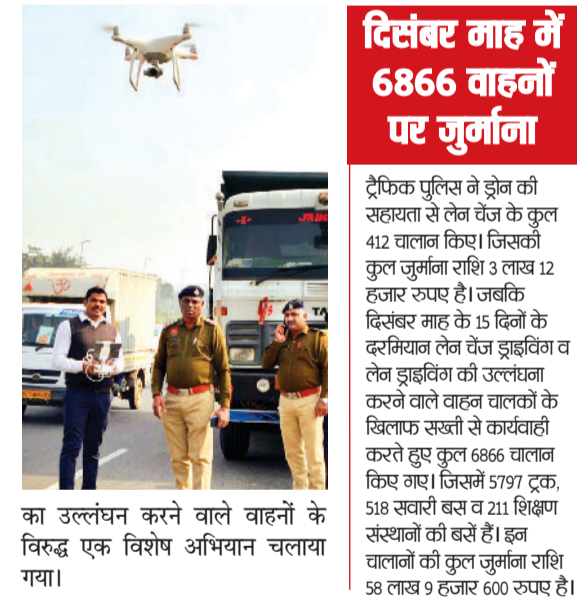 दिसंबर माह में
6866 वाहनों
पर जुर्माना
ट्रैफिक पुलिस ने ड्रोन की
सहायता से लेन चेंज के कुल
412 चालान किए। जिसकी
कुल जुर्माना राशि 3 लाख 12
हजार रुपए है। जबकि
दिसंबर माह के 15 दिनों के
दरमियान लेन चेंज ड्राइविंग व
लेन ड्राइविंग की उल्लंघना
करने वाले वाहन चालकों के
खिलाफ सख्ती से कार्यवाही
करते हुए कुल 6866 चालान
किए गए। जिसमें 5797 ट्रक,
518 सवारी बस व 211 शिक्षण
संस्थानों की बसें हैं। इन
चालानों की कुल जुर्माना राशि
58 लाख 9 हजार 600 रुपए है।
ॐ
का उल्लंघन करने वाले वाहनों के
विरुद्ध एक विशेष अभियान चलाया
गया।